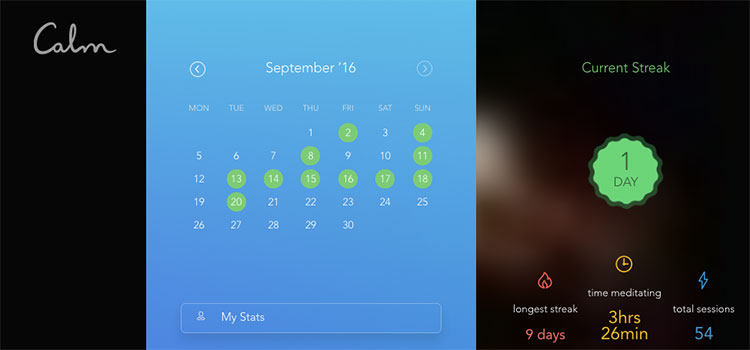 Calm
September '16
MON TUE WED THU FRI SAT SUN
1 2 3 4
5 6 7 8 9 10 11
12 13 14 15 16 17 18
19 20 21 22 23 24 25
26 27 28 29 30
My Stats
Current Streak
1
DAY
longest streak
9 days
time meditating
3hrs
26min
total sessions
54